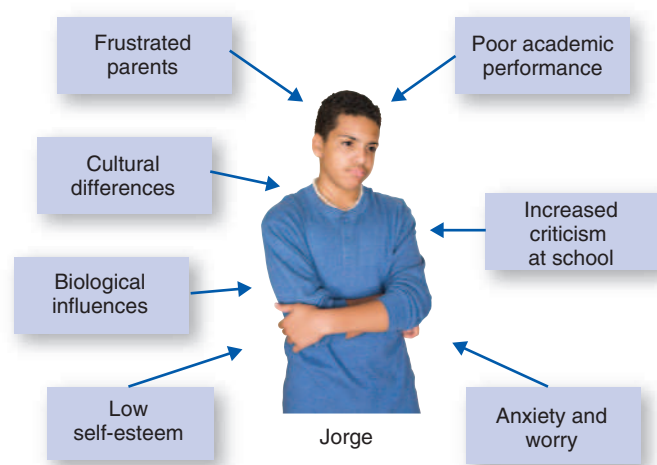 Frustrated
parents
Poor academic
performance
Cultural
differences
Increased
criticism
at school
Biological
influences
Low
self-esteem
Anxiety and
worry
Jorge